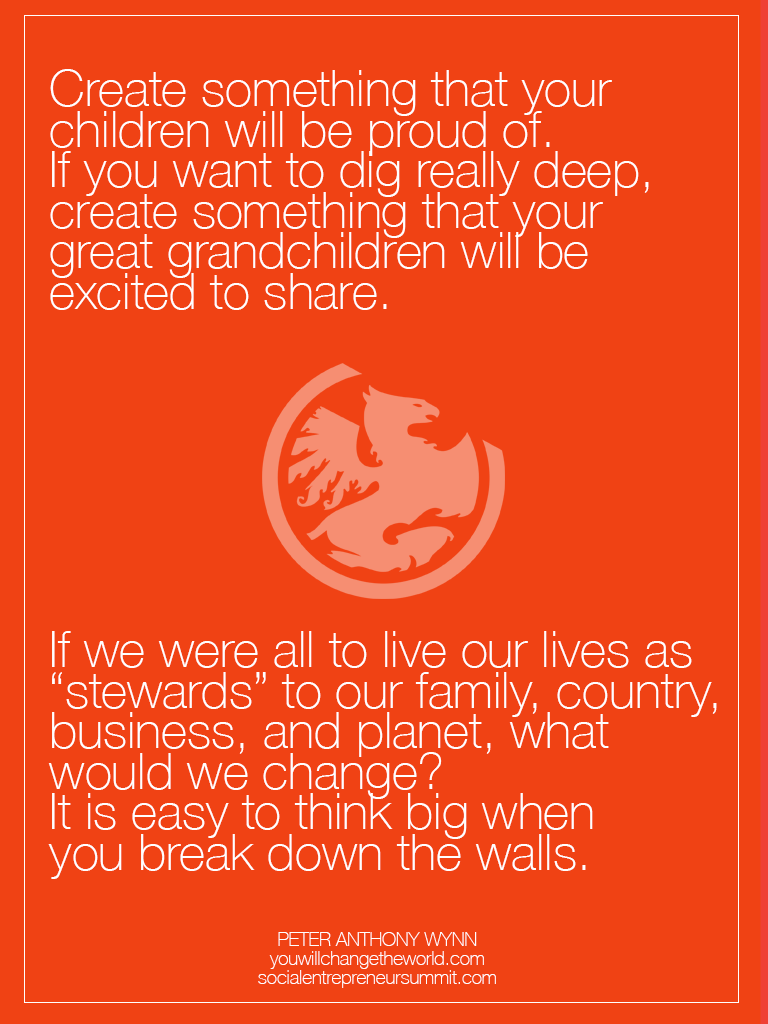 Create something that your
children will be proud of.
If you want to dig really deep,
create something that your
great grandchildren will be
excited to share.
If we were all to live our lives as
“stewards” to our family, country,
business, and planet, what
would we change?
It is easy to think big when
you break down the walls.
PETER ANTHONY WYNN
youwillchangetheworld.com
socialentrepreneursummit.com